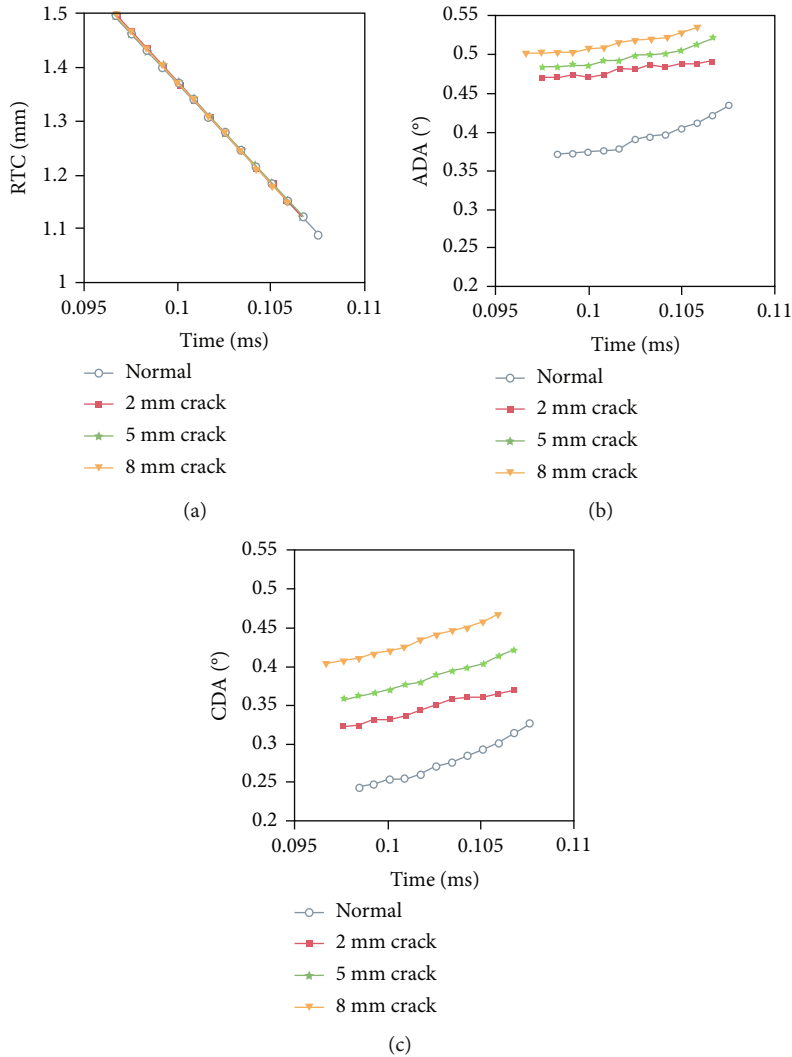 1.5
1.4
1.3
1.2
1.1
1
RTC (mm)
0.095
0.1
0.105
0.11
Time (ms)
Normal
2 mm crack
5 mm crack
8 mm crack
(a)
0.55
0.5
0.45
0.4
0.35
0.3
0.25
0.2
ADA (°)
0.095
0.1
0.105
0.11
Time (ms)
Normal
2 mm crack
5 mm crack
8 mm crack
(b)
0.55
0.5
0.45
0.4
0.35
0.3
0.25
0.2
CDA (°)
0.095
0.1
0.105
0.11
Time (ms)
Normal
2 mm crack
5 mm crack
8 mm crack
(c)